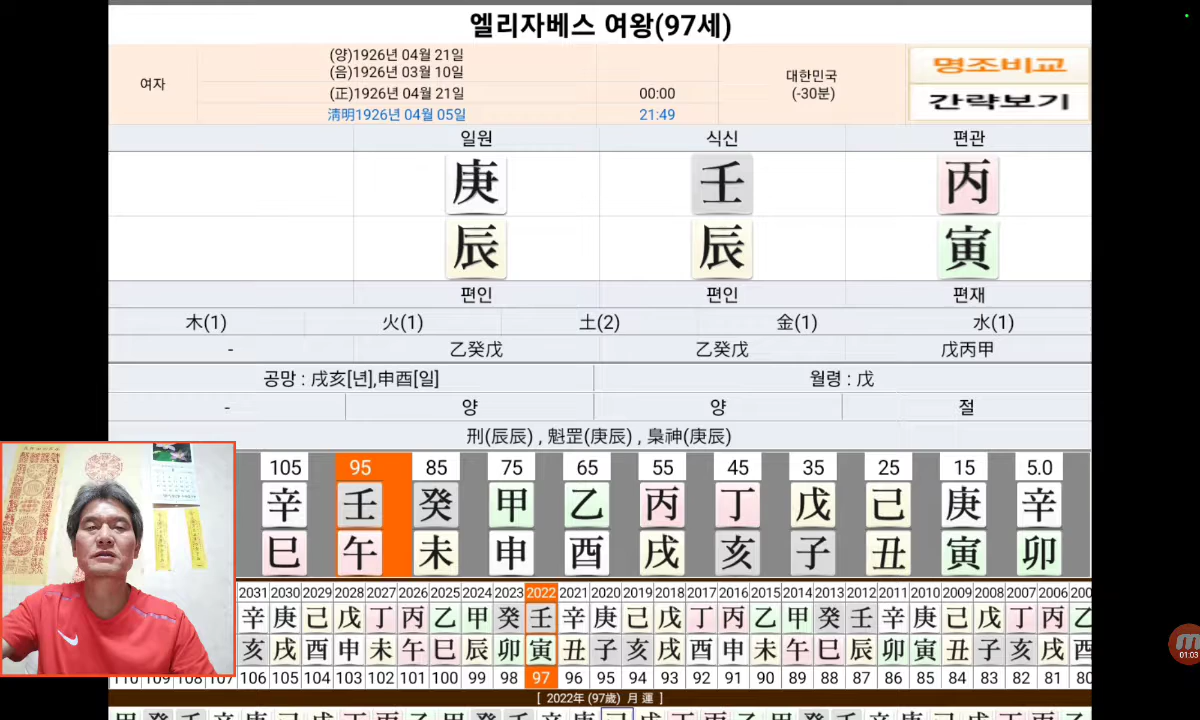 엘리자베스 여왕(97세)
여자
(양)1926년 04월 21일
(음)1926년 03월 10일
(正)1926년 04월 21일 00:00
淸明1926년 04월 05일 21:49
대한민국
(-30분)
명조비교
간략보기
일원 식신 편관
庚 壬 丙
辰 辰 寅
편인 편인 편재
木(1) 火(1) 土(2) 金(1) 水(1)
- 乙癸戊 乙癸戊 戊丙甲
공망 : 戌亥[년],申酉[일] 월령 : 戊
- 양 양 절
刑(辰辰) , 魁罡(庚辰) , 梟神(庚辰)
105 95 85 75 65 55 45 35 25 15 5.0
辛 壬 癸 甲 乙 丙 丁 戊 己 庚 辛
巳 午 未 申 酉 戌 亥 子 丑 寅 卯
2031 2030 2029 2028 2027 2026 2025 2024 2023 2022 2021 2020 2019 2018 2017 2016 2015 2014 2013 2012 2011 2010 2009 2008 2007 2006
辛 庚 己 戊 丁 丙 乙 甲 癸 壬 辛 庚 己 戊 丁 丙 乙 甲 癸 壬 辛 庚 己 戊 丁 丙 乙
亥 戌 酉 申 未 午 巳 辰 卯 寅 丑 子 亥 戌 酉 申 未 午 巳 辰 卯 寅 丑 子 亥 戌 酉
110 109 108 107 106 105 104 103 102 101 100 99 98 97 96 95 94 93 92 91 90 89 88 87 86 85 84 83 82 81 80
[ 2022年 (97歲) 月 運 ]
01:03